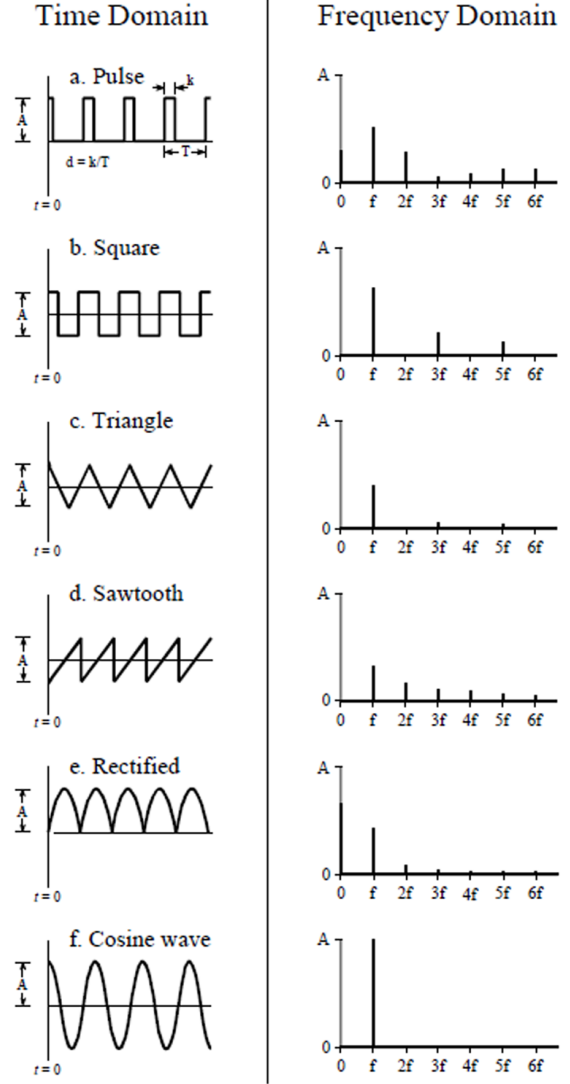 Time Domain
Frequency Domain
a. Pulse
k
A
T
d = k/T
t = 0
A
0
0 f 2f 3f 4f 5f 6f
b. Square
A
t = 0
A
0
0 f 2f 3f 4f 5f 6f
c. Triangle
A
t = 0
A
0
0 f 2f 3f 4f 5f 6f
d. Sawtooth
A
t = 0
A
0
0 f 2f 3f 4f 5f 6f
e. Rectified
A
t = 0
A
0
0 f 2f 3f 4f 5f 6f
f. Cosine wave
A
t = 0
A
0
0 f 2f 3f 4f 5f 6f